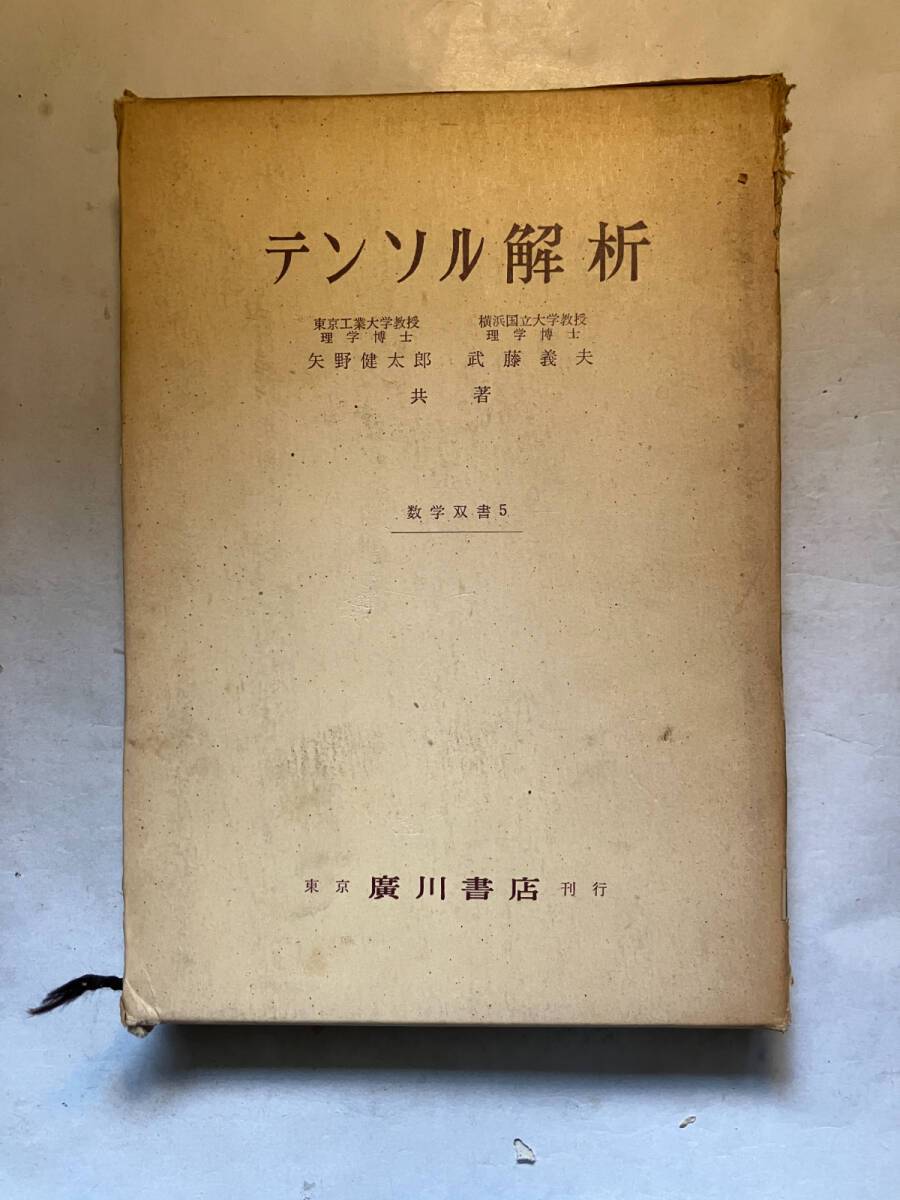 テンソル解析
東京工業大学教授 横浜国立大学教授
理学博士 理学博士
矢野健太郎 武藤義夫
共著
数学双書5
東京 廣川書店 刊行